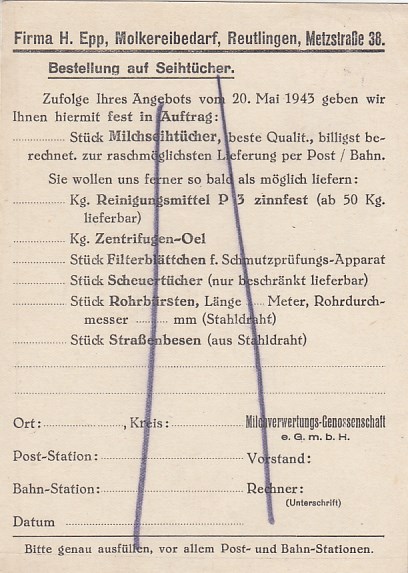 Firma H. Epp, Molkereibedarf, Reutlingen, Metzstraße 38.
Bestellung auf Seihtücher.
Zufolge Ihres Angebots vom 20. Mai 1943 geben wir
Ihnen hiermit fest in Auftrag:
............ Stück Milchseihtücher, beste Qualit., billigst be-
rechnet. zur raschmöglichsten Lieferung per Post / Bahn.
Sie wollen uns ferner so bald als möglich liefern:
............ Kg. Reinigungsmittel P 3 zinnfest (ab 50 Kg.
lieferbar)
............ Kg. Zentrifugen-Oel
............ Stück Filterblättchen f. Schmutzprüfungs-Apparat
............ Stück Scheuertücher (nur beschränkt lieferbar)
............ Stück Rohrbürsten, Länge .... Meter, Rohrdurch-
messer ........ mm (Stahldraht)
............ Stück Straßenbesen (aus Stahldraht)
Ort: ...................., Kreis: .................... Milchverwertungs-Genossenschaft
e. G. m. b. H.
Post-Station: .................... Vorstand:
Bahn-Station: .................... Rechner:
(Unterschrift)
Datum ....................
Bitte genau ausfüllen, vor allem Post- und Bahn-Stationen.